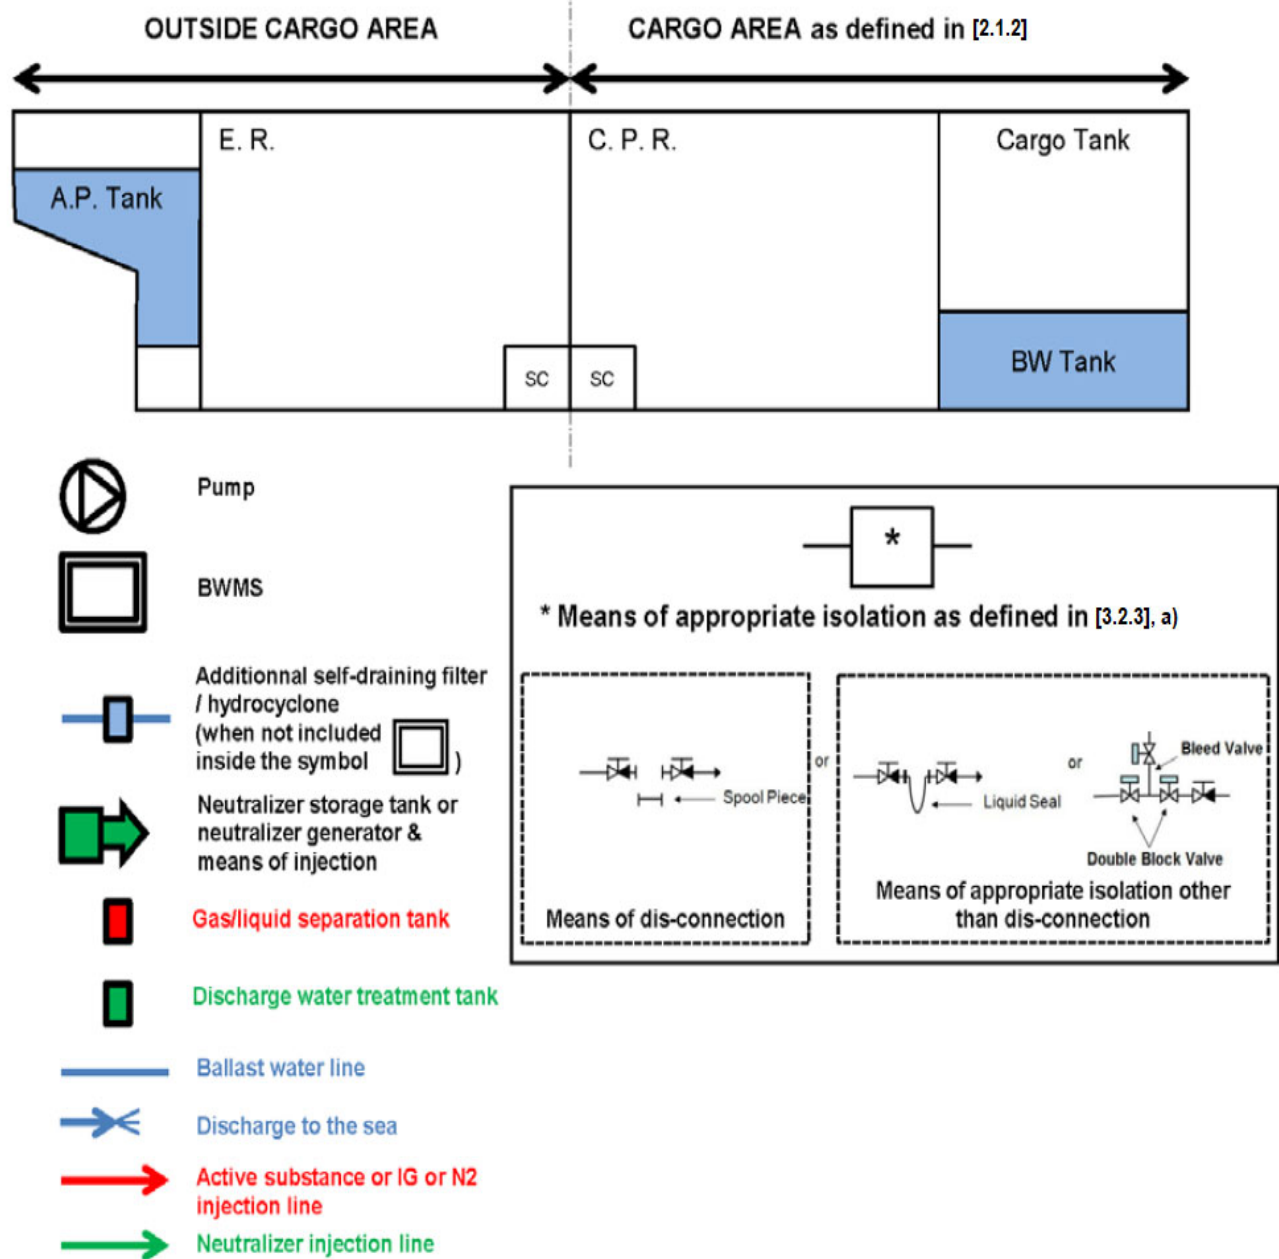 OUTSIDE CARGO AREA
CARGO AREA as defined in [2.1.2]
E. R.
C. P. R.
Cargo Tank
A.P. Tank
SC
SC
BW Tank
Pump
BWMS
Additionnal self-draining filter
/ hydrocyclone
(when not included
inside the symbol )
Neutralizer storage tank or
neutralizer generator &
means of injection
Gas/liquid separation tank
Discharge water treatment tank
Ballast water line
Discharge to the sea
Active substance or IG or N2
injection line
Neutralizer injection line
*
* Means of appropriate isolation as defined in [3.2.3], a)
Spool Piece
Means of dis-connection
or
Liquid Seal
or
Bleed Valve
Double Block Valve
Means of appropriate isolation other
than dis-connection